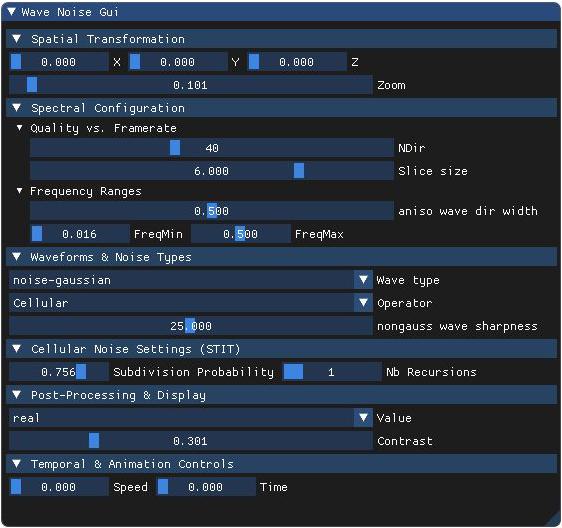 Wave Noise Gui
Spatial Transformation
0.000 X 0.000 Y 0.000 Z
0.101 Zoom
Spectral Configuration
Quality vs. Framerate
40 NDir
6.000 Slice size
Frequency Ranges
0.500 aniso wave dir width
0.016 FreqMin 0.500 FreqMax
Waveforms & Noise Types
noise-gaussian Wave type
Cellular Operator
25.000 nongauss wave sharpness
Cellular Noise Settings (STIT)
0.756 Subdivision Probability 1 Nb Recursions
Post-Processing & Display
real Value
0.301 Contrast
Temporal & Animation Controls
0.000 Speed 0.000 Time